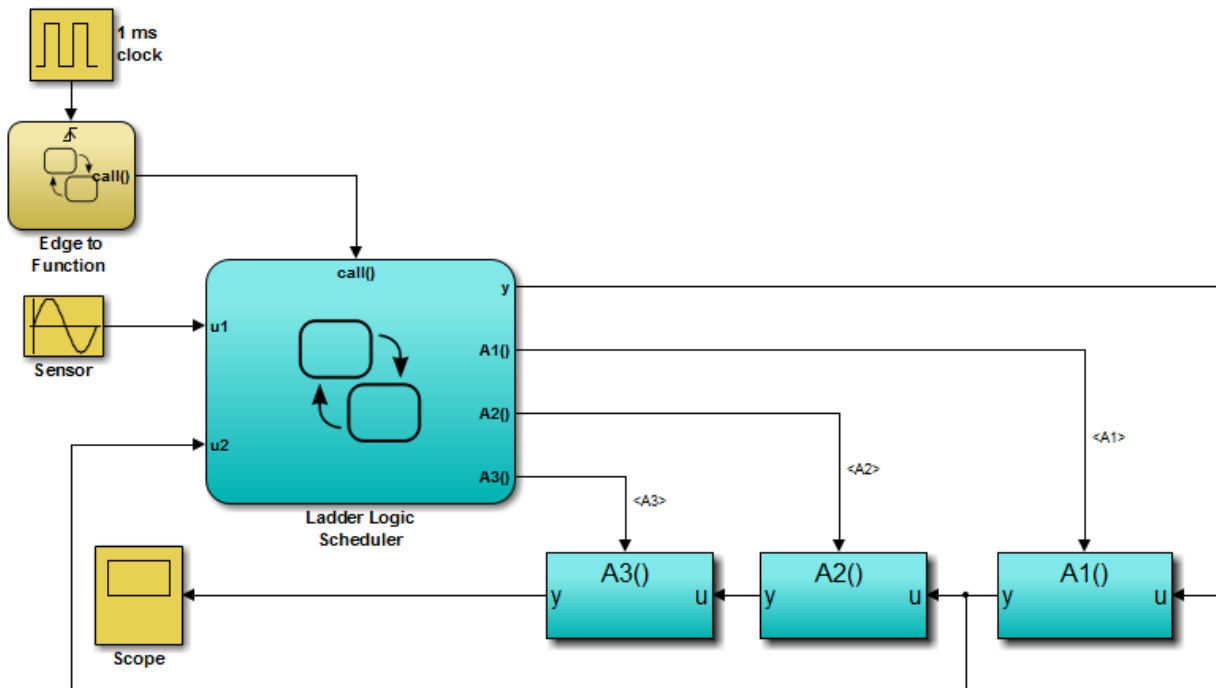 1 ms
clock
call()
Edge to
Function
call()
y
u1
Sensor
A1()
A2()
u2
A3()
<A1>
<A2>
<A3>
Ladder Logic
Scheduler
A3()
y
u
A2()
y
u
A1()
y
u
Scope